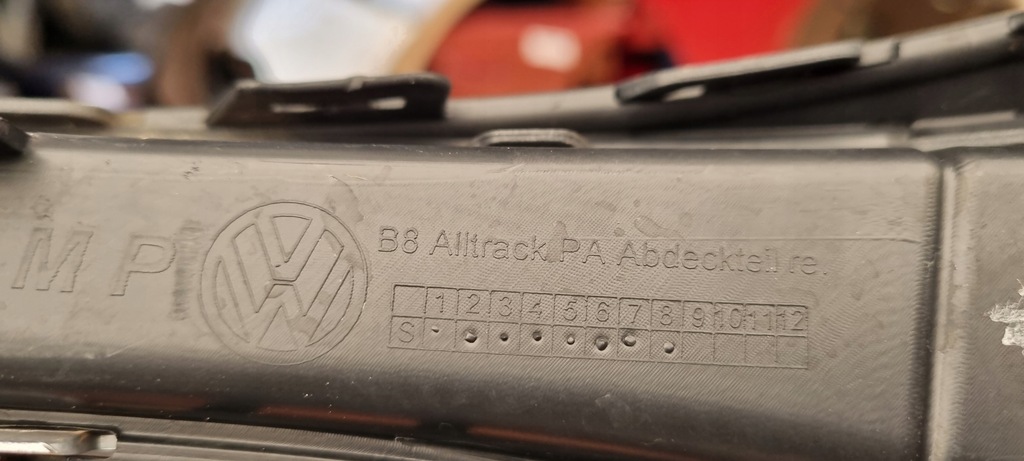 M P
B8 Alltrack PA Abdeckteil re.
1 2 3 4 5 6 7 8 9 10 11 12
S